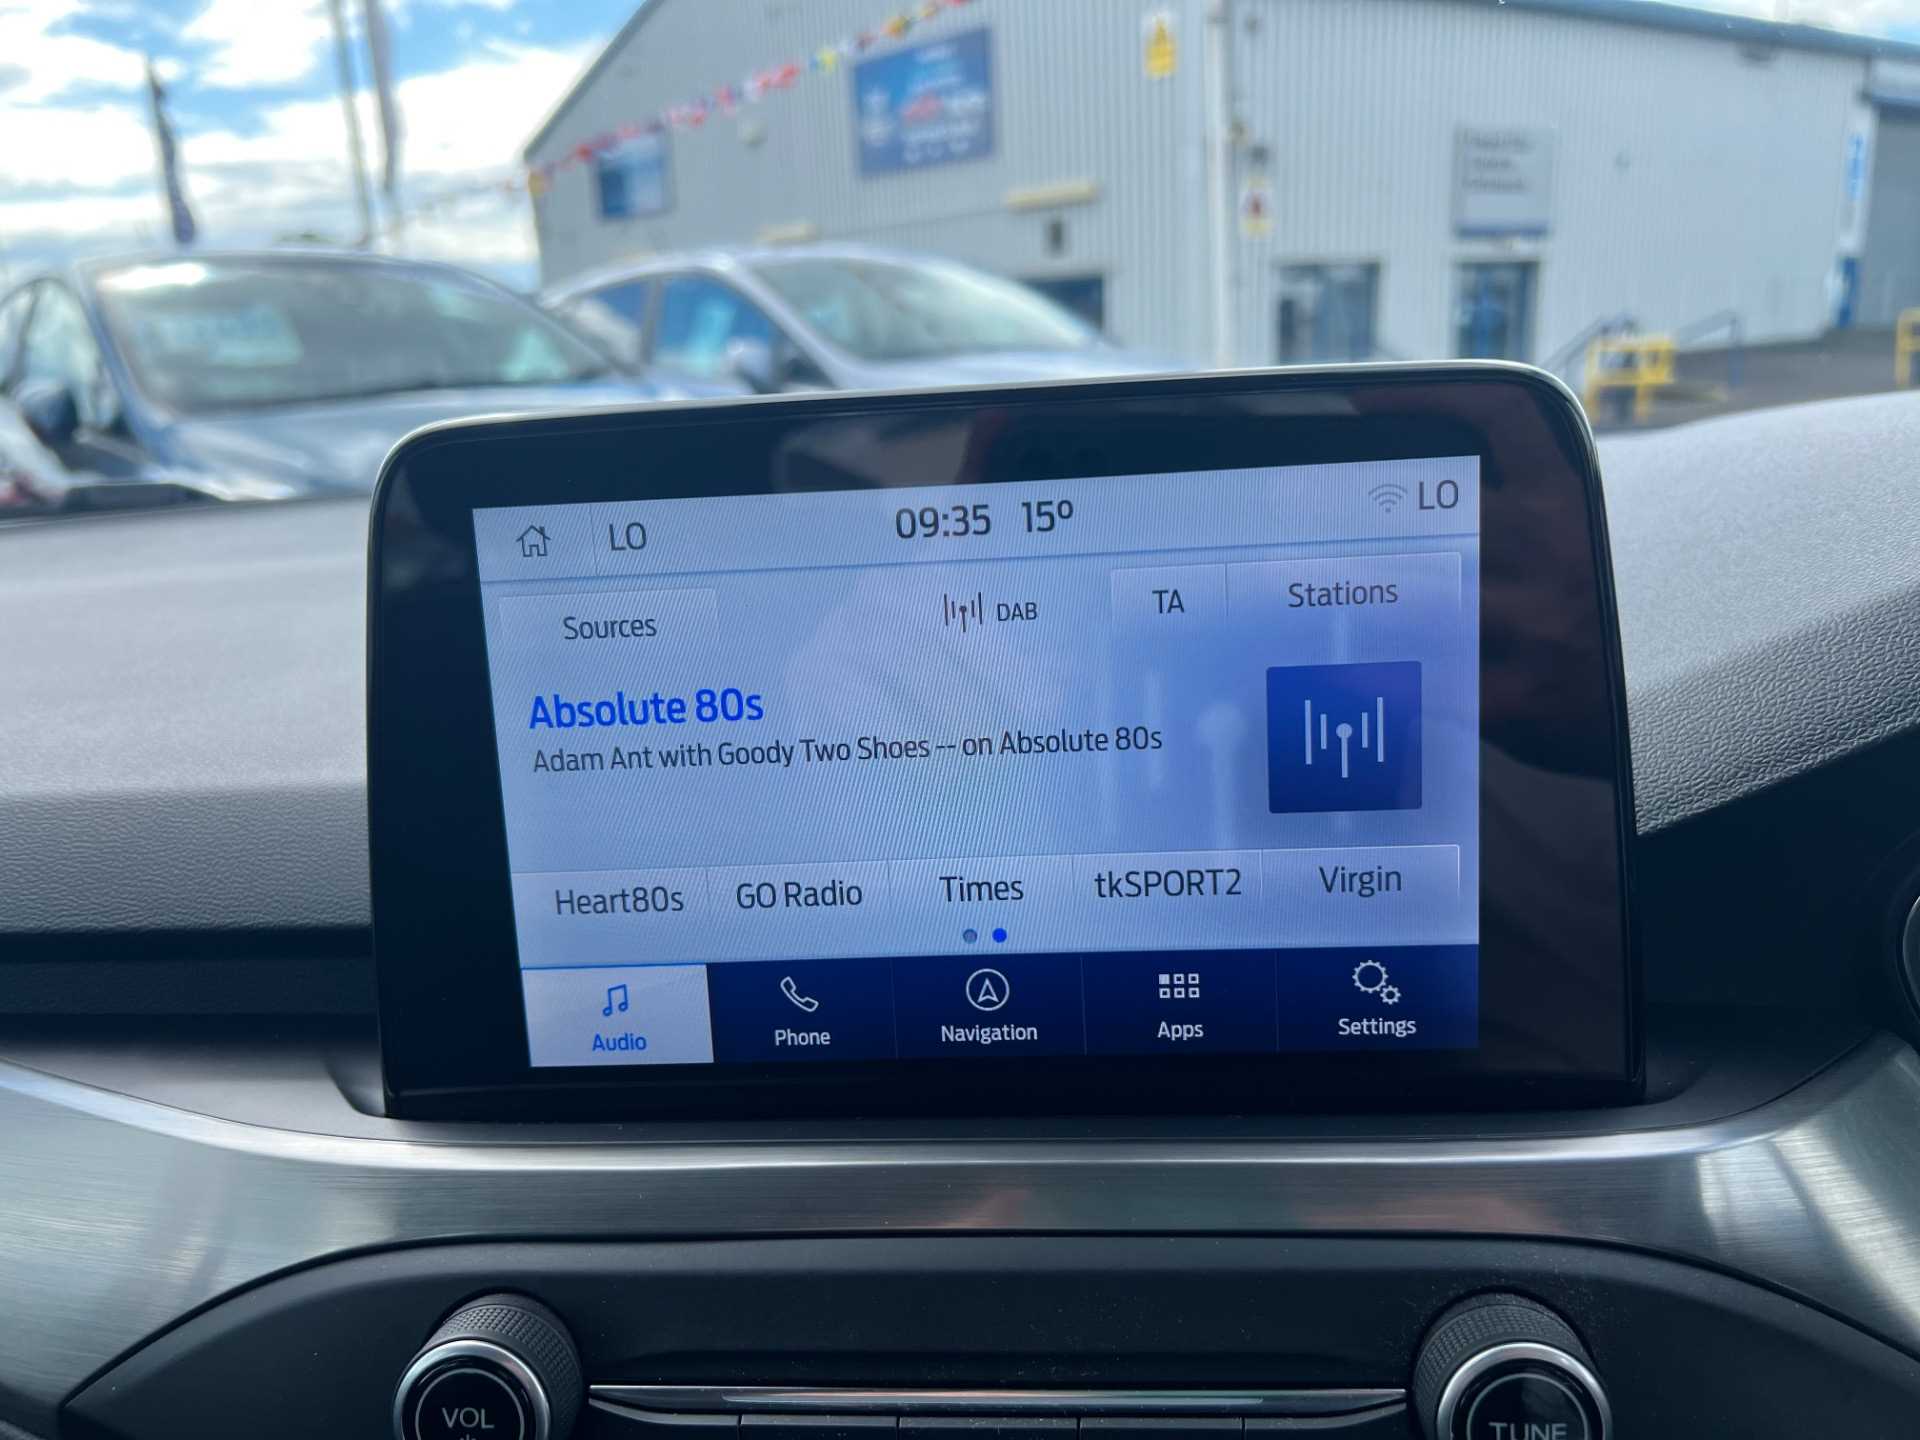 LO 09:35 15° LO
Sources DAB TA Stations
Absolute 80s
Adam Ant with Goody Two Shoes -- on Absolute 80s
Heart80s GO Radio Times tkSPORT2 Virgin
Audio Phone Navigation Apps Settings
VOL TUNE